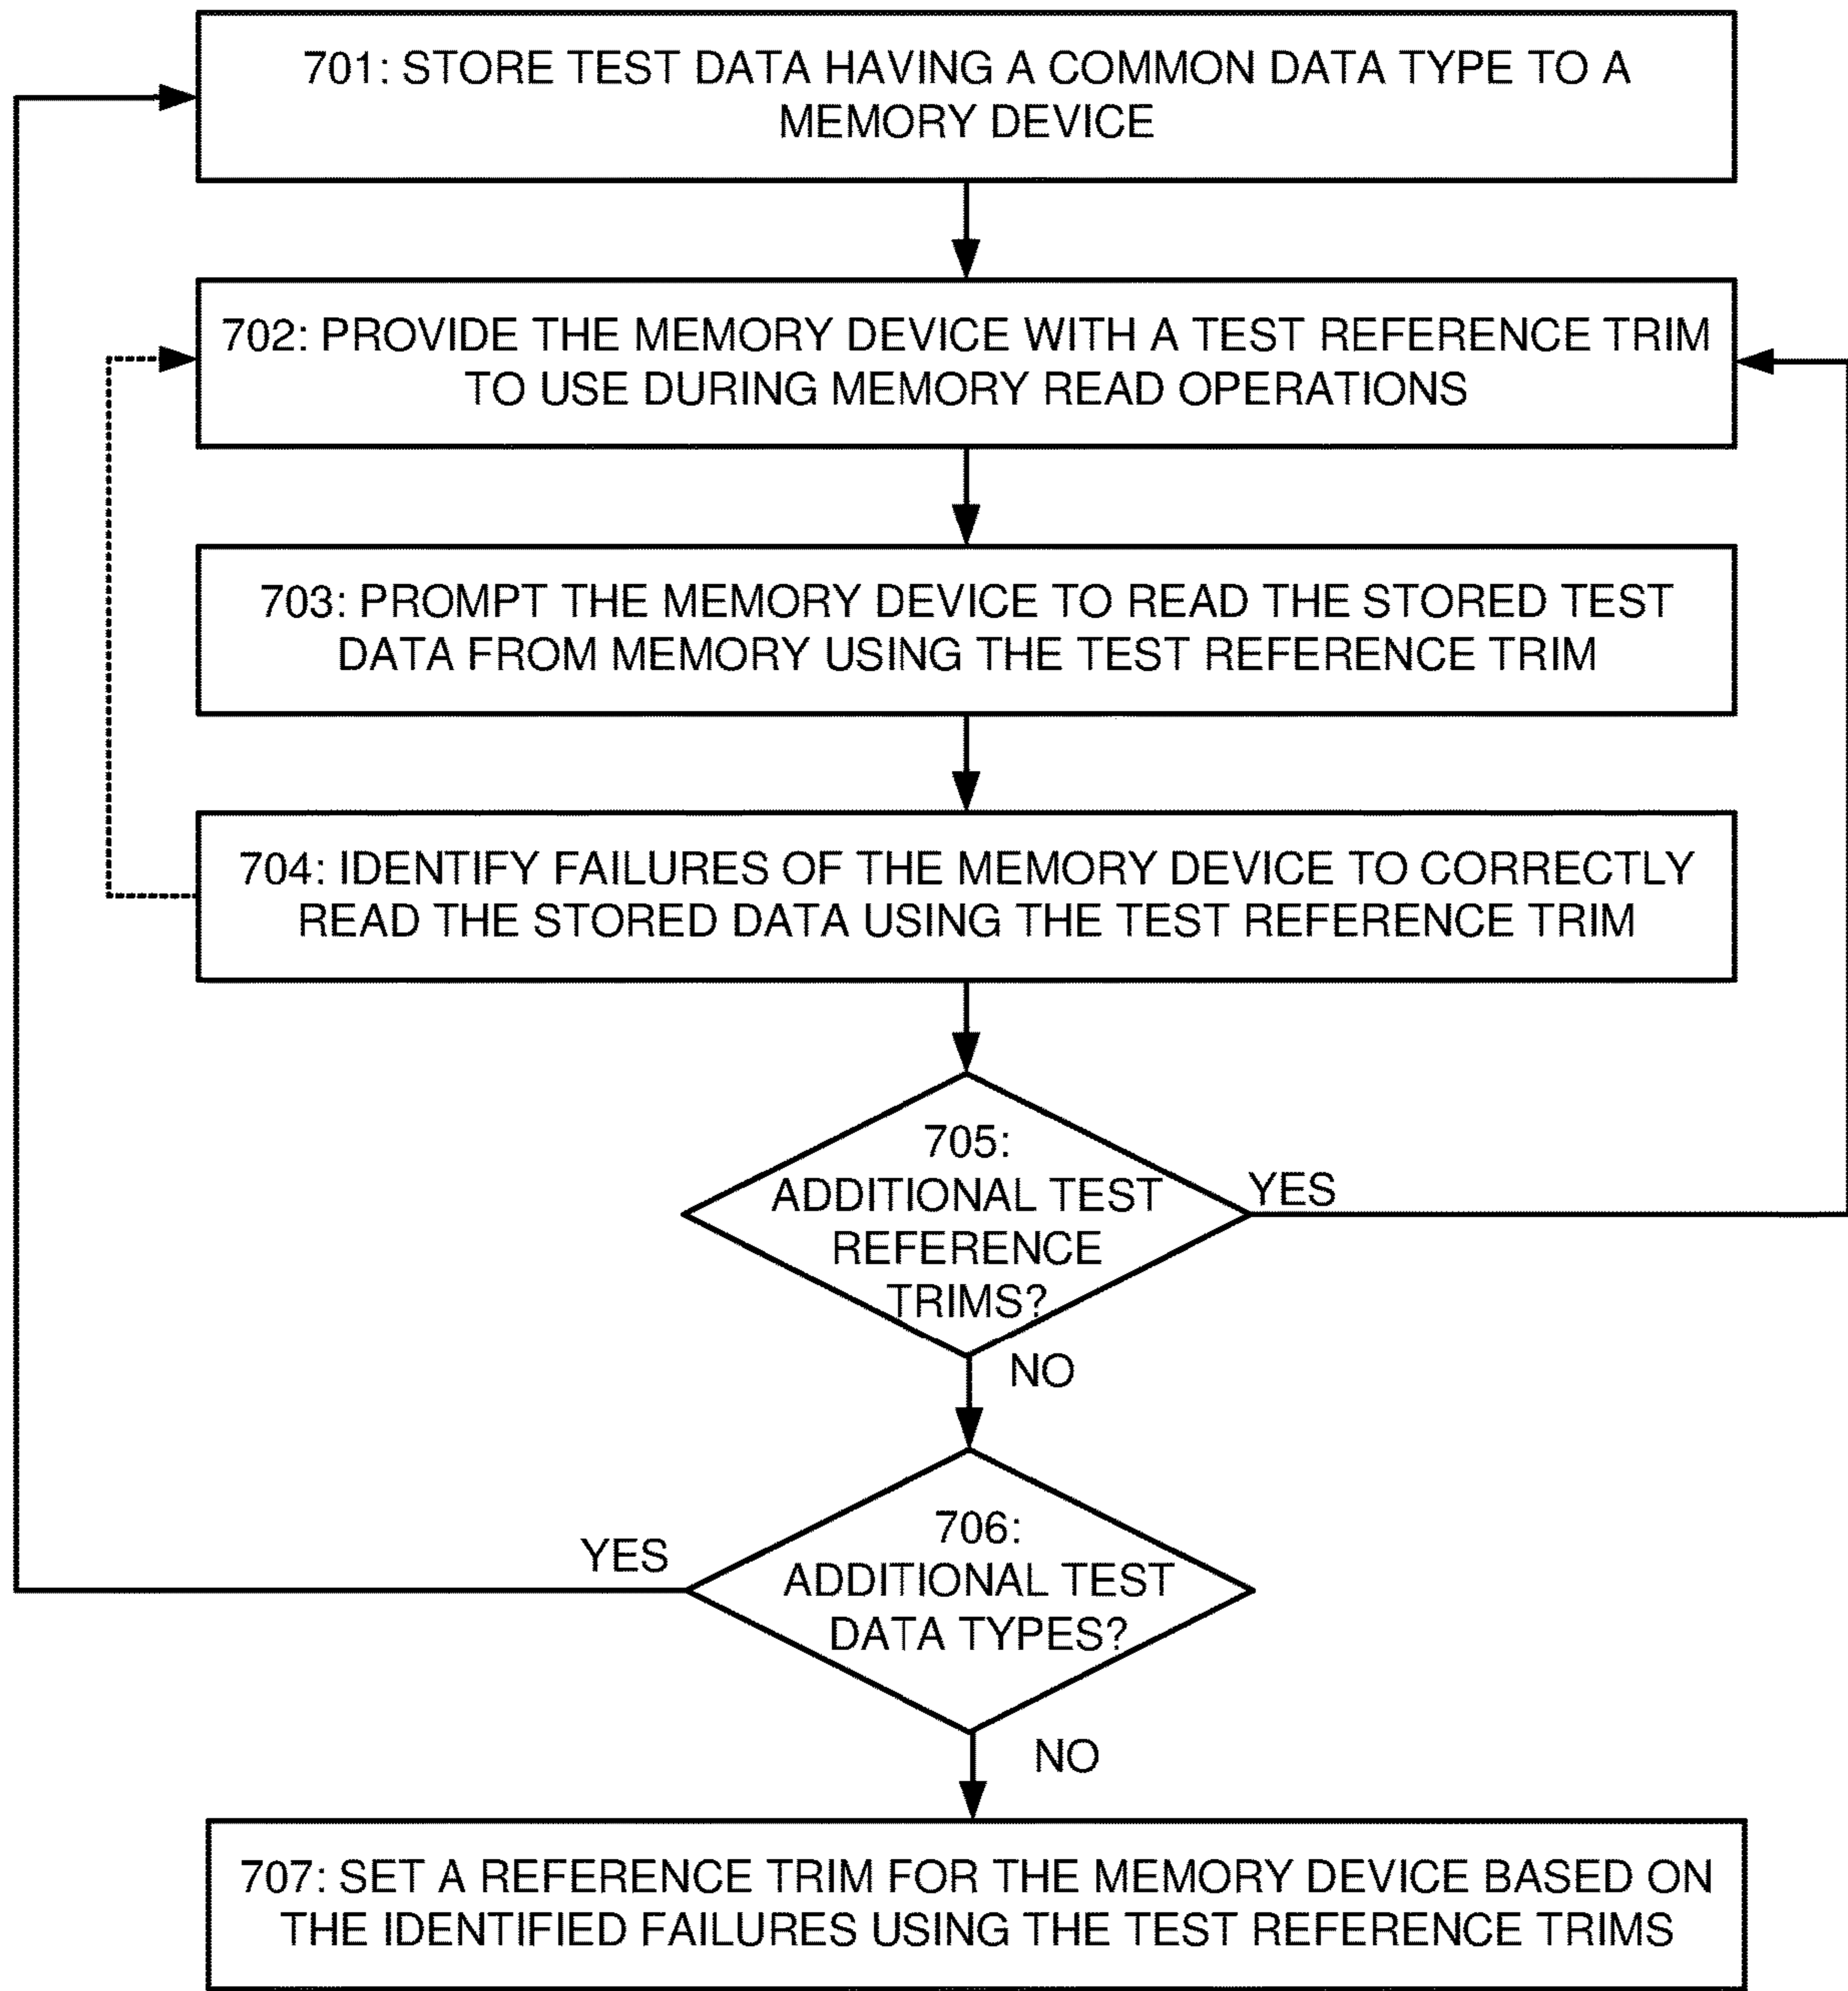 701: STORE TEST DATA HAVING A COMMON DATA TYPE TO A
MEMORY DEVICE
702: PROVIDE THE MEMORY DEVICE WITH A TEST REFERENCE TRIM
TO USE DURING MEMORY READ OPERATIONS
703: PROMPT THE MEMORY DEVICE TO READ THE STORED TEST
DATA FROM MEMORY USING THE TEST REFERENCE TRIM
704: IDENTIFY FAILURES OF THE MEMORY DEVICE TO CORRECTLY
READ THE STORED DATA USING THE TEST REFERENCE TRIM
705:
ADDITIONAL TEST
REFERENCE
TRIMS?
YES
NO
706:
ADDITIONAL TEST
DATA TYPES?
YES
NO
707: SET A REFERENCE TRIM FOR THE MEMORY DEVICE BASED ON
THE IDENTIFIED FAILURES USING THE TEST REFERENCE TRIMS